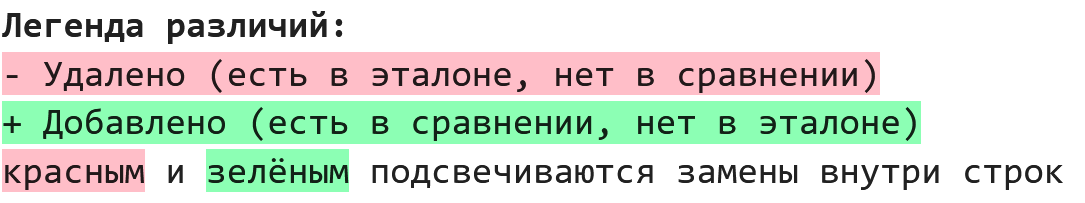 Легенда различий:
- Удалено (есть в эталоне, нет в сравнении)
+ Добавлено (есть в сравнении, нет в эталоне)
красным и зелёным подсвечиваются замены внутри строк